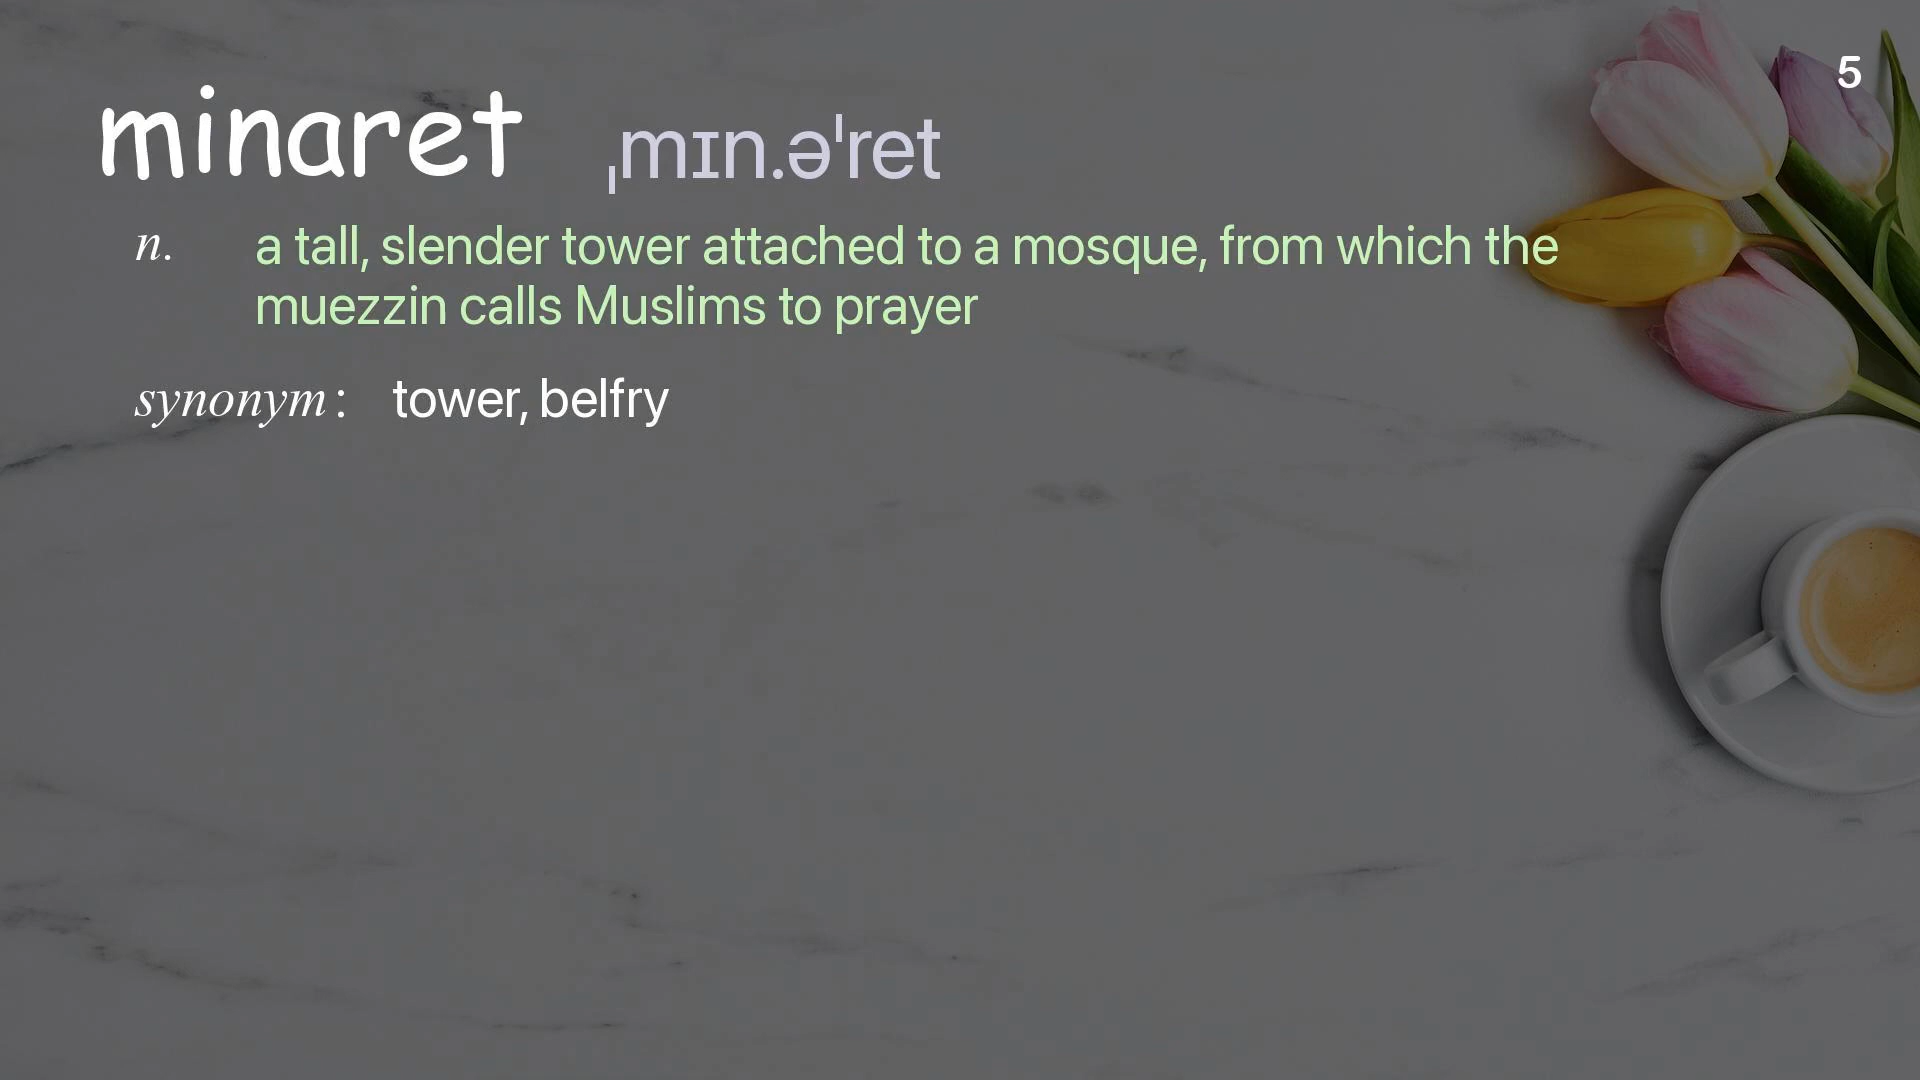 5
minaret ˌmɪn.əˈret
n. a tall, slender tower attached to a mosque, from which the
muezzin calls Muslims to prayer
synonym: tower, belfry